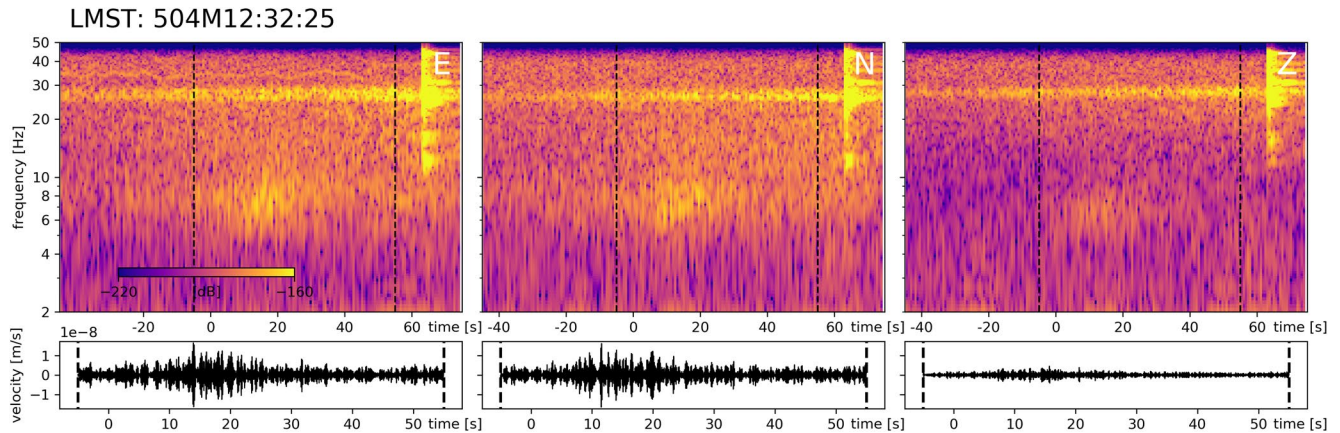 LMST: 504M12:32:25
frequency [Hz]
50
40
30
20
10
8
6
4
2
E
N
Z
−220 [dB] −160
-20 0 20 40 60 time [s]
-40 -20 0 20 40 60 time [s]
-40 -20 0 20 40 60 time [s]
1e−8
velocity [m/s]
1
0
−1
0 10 20 30 40 50 time [s]
0 10 20 30 40 50 time [s]
0 10 20 30 40 50 time [s]